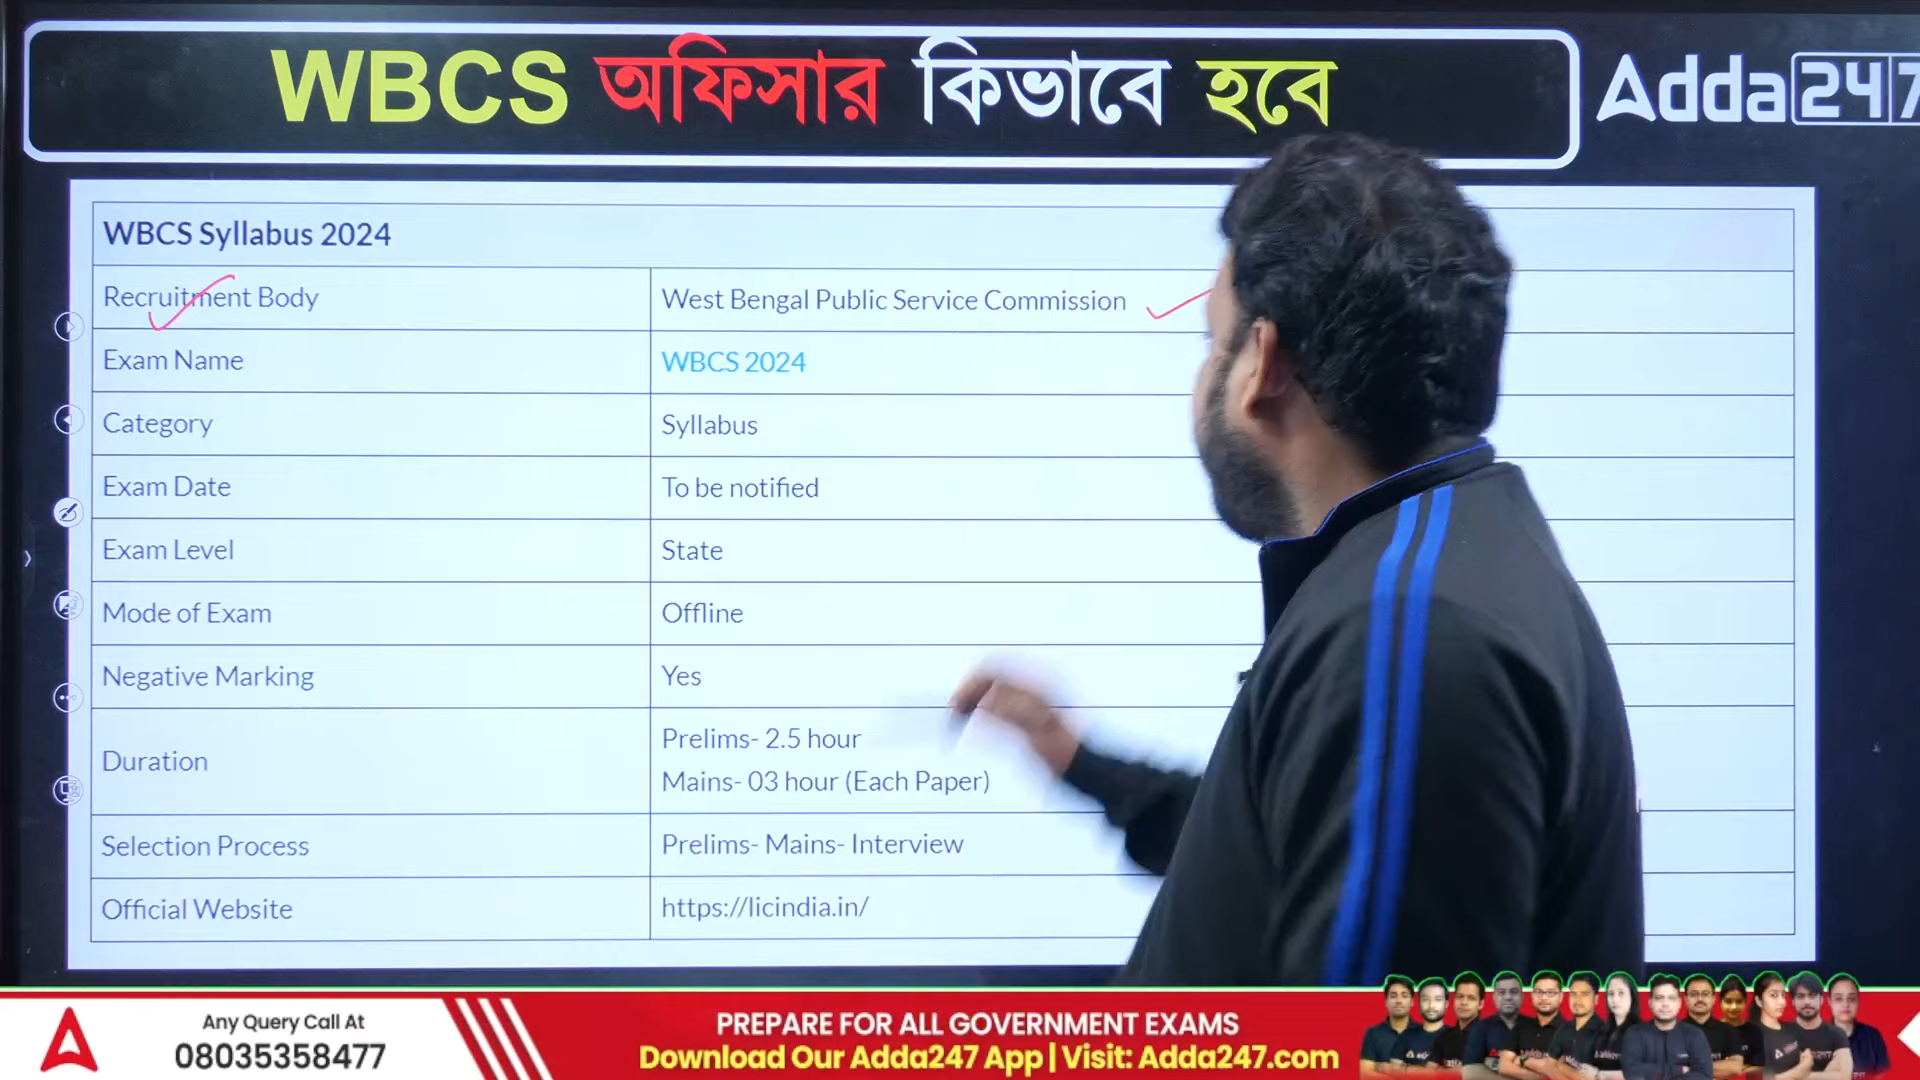 WBCS অফিসার কিভাবে হবে
Adda247
WBCS Syllabus 2024
Recruitment Body
West Bengal Public Service Commission
Exam Name
WBCS 2024
Category
Syllabus
Exam Date
To be notified
Exam Level
State
Mode of Exam
Offline
Negative Marking
Yes
Duration
Prelims- 2.5 hour
Mains- 03 hour (Each Paper)
Selection Process
Prelims- Mains- Interview
Official Website
https://licindia.in/
Any Query Call At
08035358477
PREPARE FOR ALL GOVERNMENT EXAMS
Download Our Adda247 App | Visit: Adda247.com